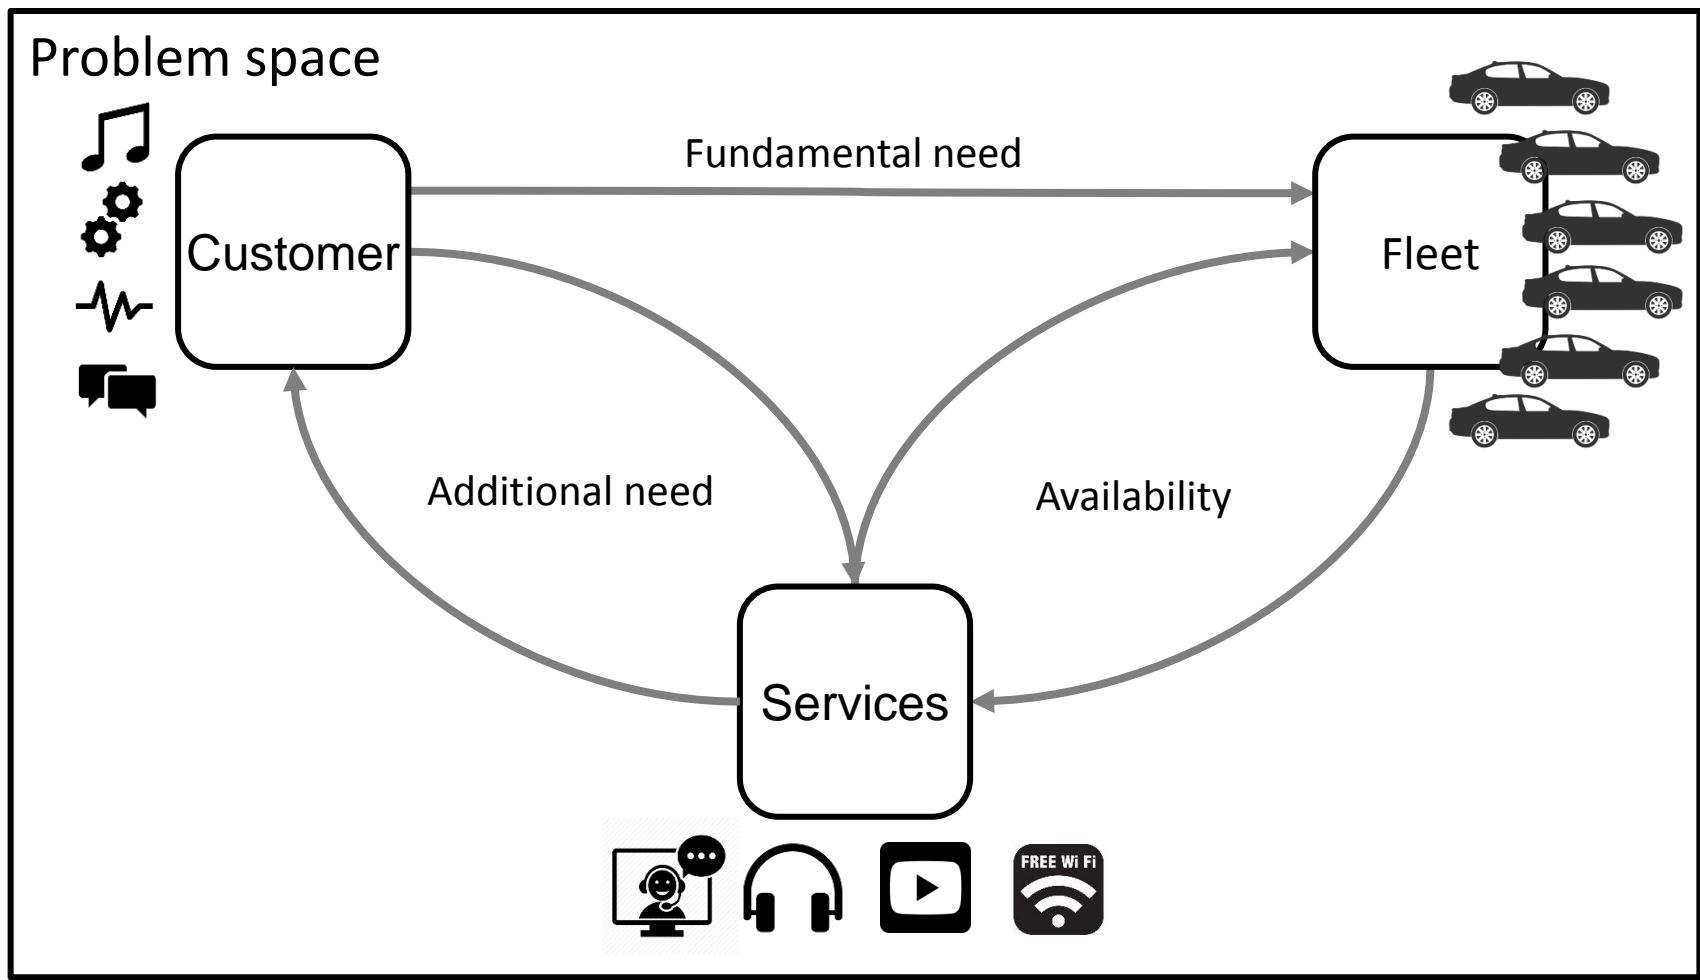 Problem space
Fundamental need
Customer
Fleet
Additional need
Availability
Services
FREE Wi Fi